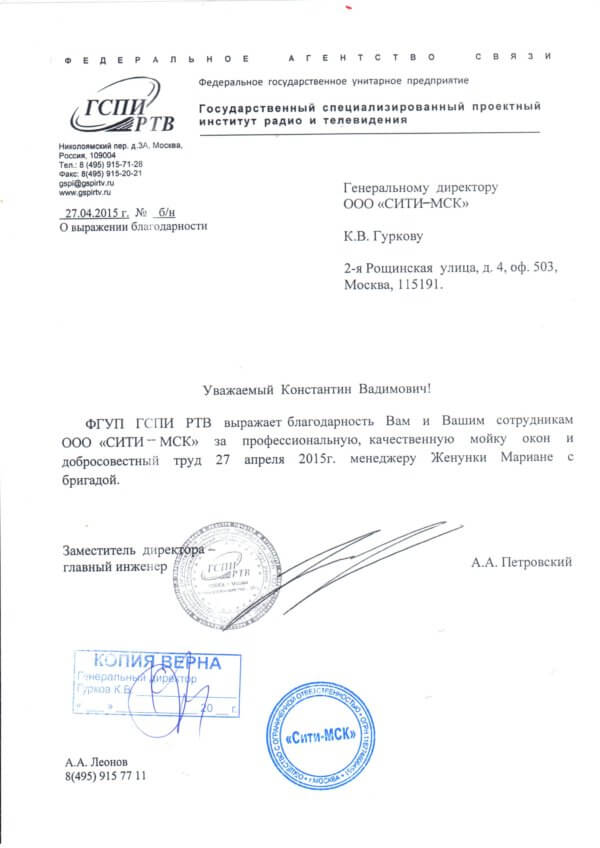 ФЕДЕРАЛЬНОЕ АГЕНТСТВО СВЯЗИ
ГСПИ
РТВ
Федеральное государственное унитарное предприятие
Государственный специализированный проектный
институт радио и телевидения
Николоямский пер. д.3А, Москва,
Россия, 109004
Тел.: 8 (495) 915-71-28
Факс: 8(495) 915-20-21
gspi@gspirtv.ru
www.gspirtv.ru
27.04.2015 г. № б/н
О выражении благодарности
Генеральному директору
ООО «СИТИ–МСК»
К.В. Гуркову
2-я Рощинская улица, д. 4, оф. 503,
Москва, 115191.
Уважаемый Константин Вадимович!
ФГУП ГСПИ РТВ выражает благодарность Вам и Вашим сотрудникам
ООО «СИТИ – МСК» за профессиональную, качественную мойку окон и
добросовестный труд 27 апреля 2015г. менеджеру Женунки Мариане с
бригадой.
Заместитель директора –
главный инженер
А.А. Петровский
ГСПИ
РТВ
КОПИЯ ВЕРНА
Генеральный директор
Гурков К.В.
" " 20 г.
ОБЩЕСТВО С ОГРАНИЧЕННОЙ ОТВЕТСТВЕННОСТЬЮ
«Сити-МСК»
г МОСКВА
А.А. Леонов
8(495) 915 77 11